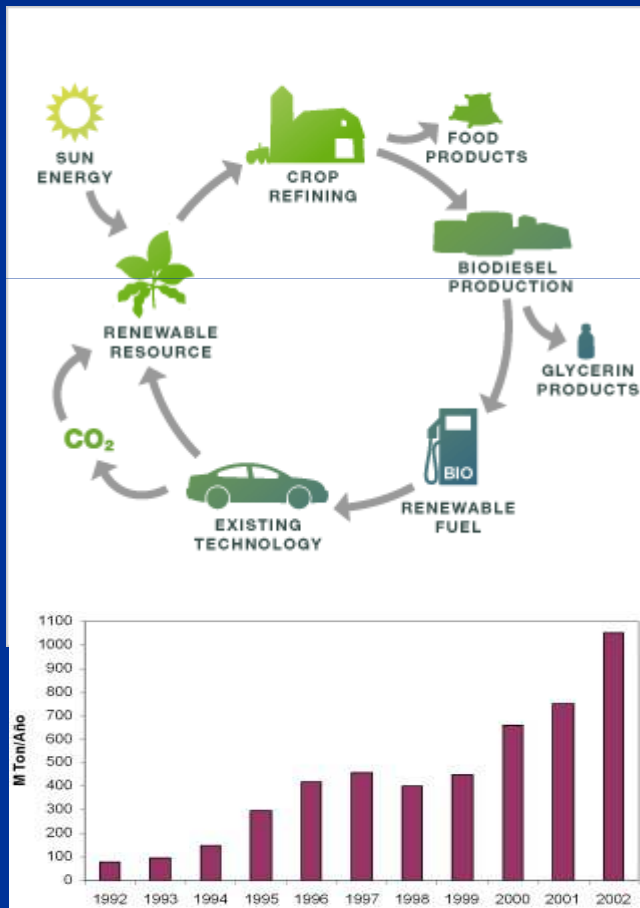 SUN
ENERGY
CROP
REFINING
FOOD
PRODUCTS
BIODIESEL
PRODUCTION
GLYCERIN
PRODUCTS
BIO
RENEWABLE
FUEL
EXISTING
TECHNOLOGY
CO₂
RENEWABLE
RESOURCE
M Ton/Año
1100
1000
900
800
700
600
500
400
300
200
100
0
1992 1993 1994 1995 1996 1997 1998 1999 2000 2001 2002